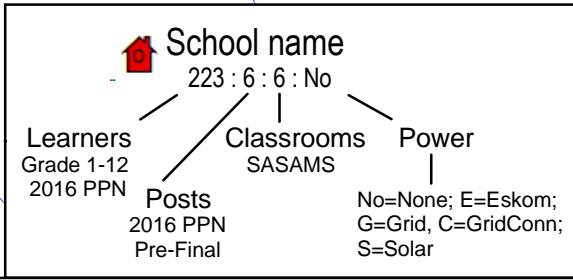 O
School name
223 : 6 : 6 : No
Learners
Grade 1-12
2016 PPN
Posts
2016 PPN
Pre-Final
Classrooms
SASAMS
Power
No=None; E=Eskom;
G=Grid, C=GridConn;
S=Solar